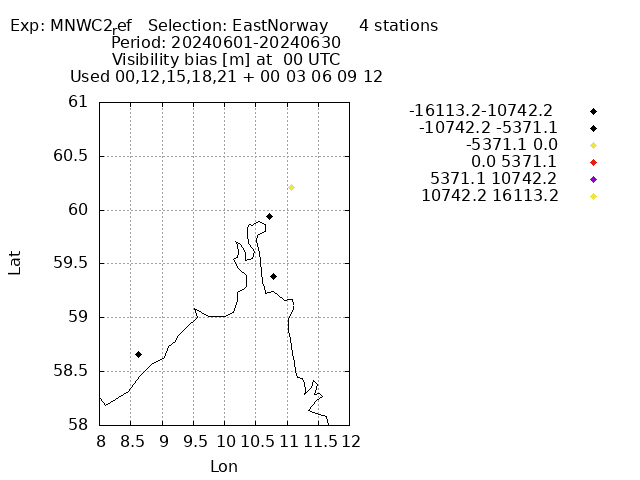 Exp: MNWC2_ref   Selection: EastNorway      4 stations
Period: 20240601-20240630
Visibility bias [m] at  00 UTC
Used 00,12,15,18,21 + 00 03 06 09 12
-16113.2-10742.2
-10742.2 -5371.1
-5371.1 0.0
0.0 5371.1
5371.1 10742.2
10742.2 16113.2
61
60.5
60
59.5
59
58.5
58
Lat
8 8.5 9 9.5 10 10.5 11 11.5 12
Lon